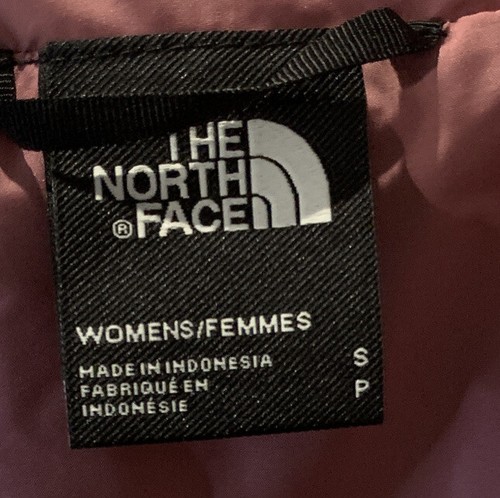 THE
NORTH
® FACE
WOMENS/FEMMES
MADE IN INDONESIA S
FABRIQUÉ EN P
INDONÉSIE